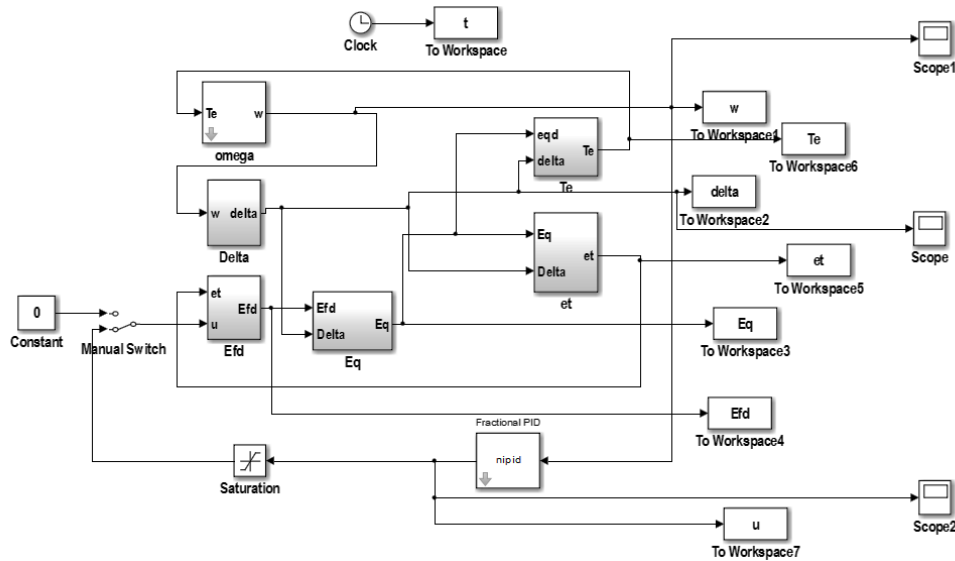 t
Clock
To Workspace
Scope1
Te
w
omega
w
To Workspace1
eqd
delta
Te
Te
Te
To Workspace6
w
delta
Delta
delta
To Workspace2
Scope
Eq
Delta
et
et
et
To Workspace5
et
u
Efd
Efd
0
Constant
Manual Switch
Efd
Delta
Eq
Eq
Eq
To Workspace3
Efd
To Workspace4
Fractional PID
nipid
Saturation
Scope2
u
To Workspace7